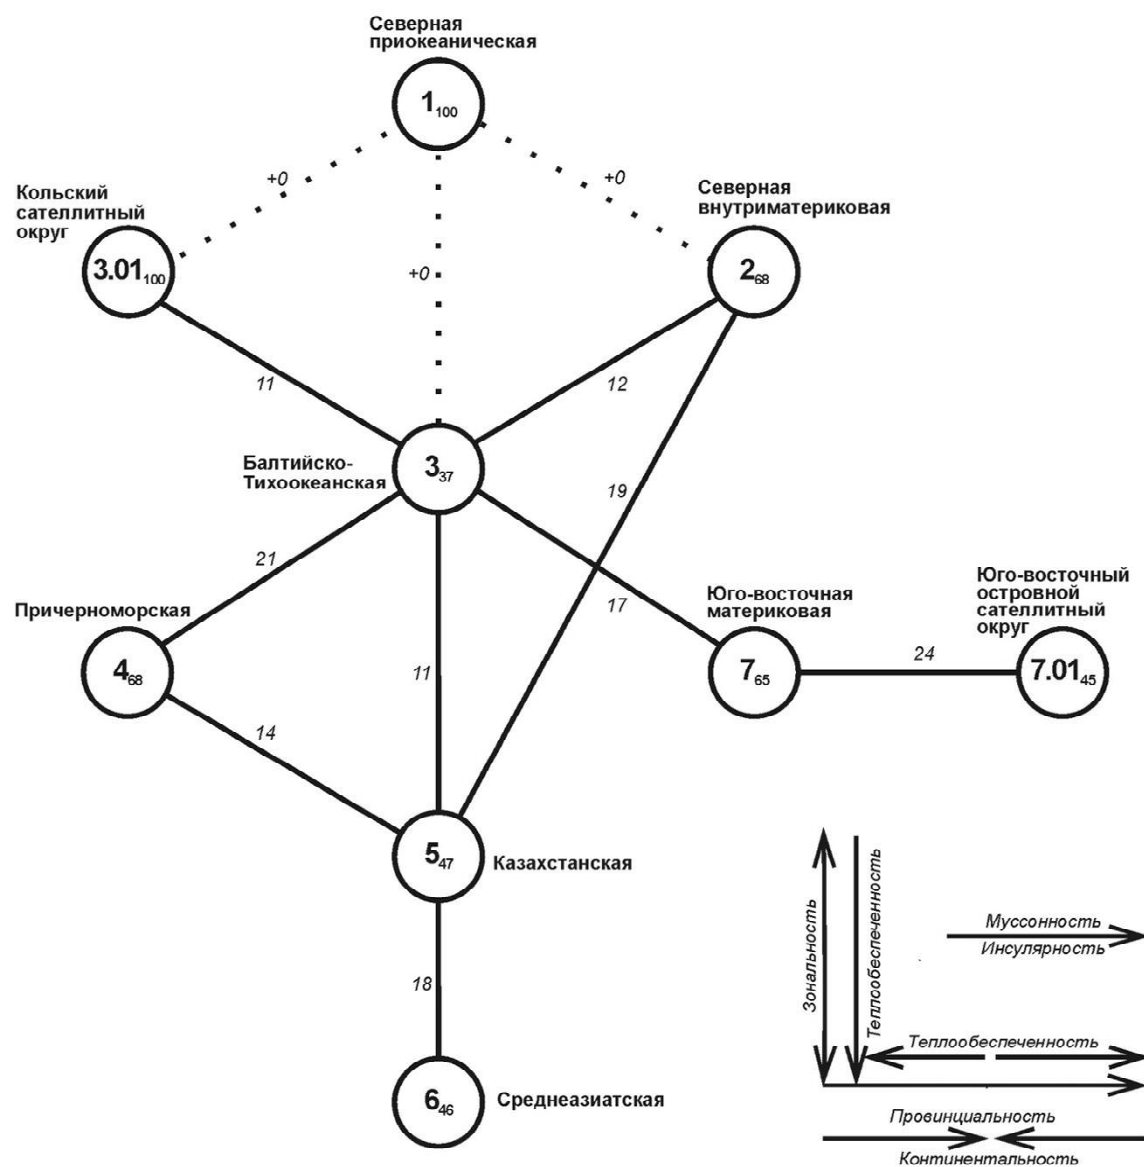 Северная
приокеаническая
1100
+0
+0
+0
Кольский
сателлитный
округ
3.01100
Северная
внутриматериковая
268
11
12
Балтийско-
Тихоокеанская
337
19
21
17
Причерноморская
468
Юго-восточная
материковая
765
Юго-восточный
островной
сателлитный
округ
7.0145
24
11
14
547
Казахстанская
18
646
Среднеазиатская
Зональность
Теплообеспеченность
Муссонность
Инсулярность
Теплообеспеченность
Провинциальность
Континентальность